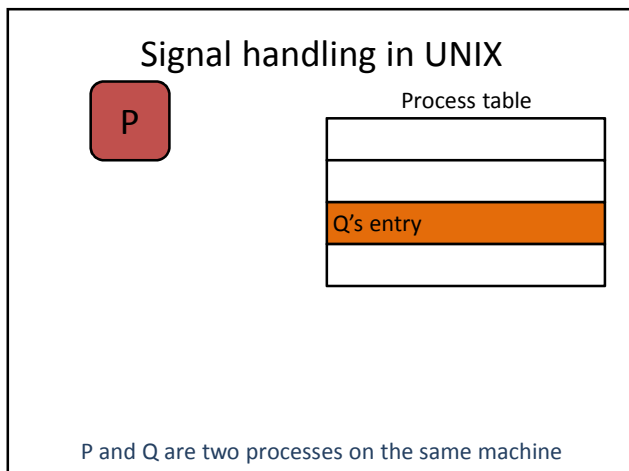 Signal handling in UNIX
P
Process table
Q’s entry
P and Q are two processes on the same machine